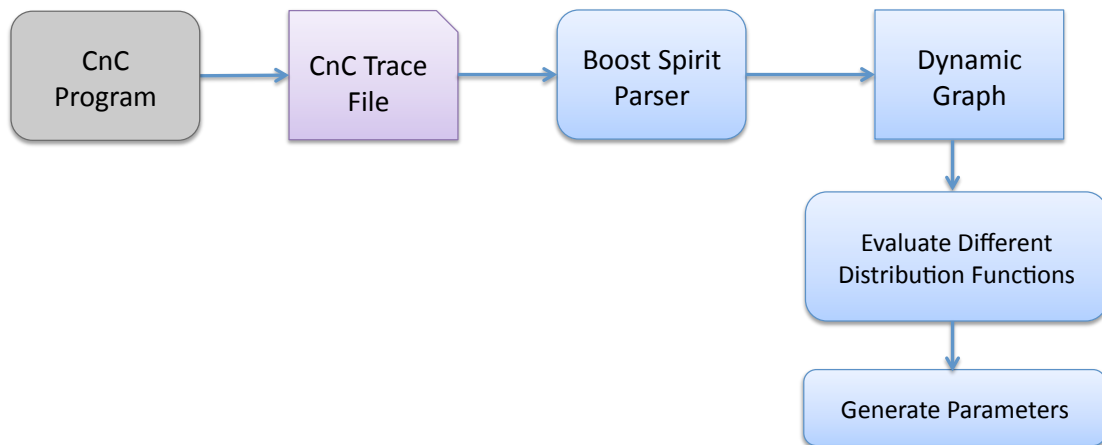 CnC
Program
CnC Trace
File
Boost Spirit
Parser
Dynamic
Graph
Evaluate Different
Distribution Functions
Generate Parameters